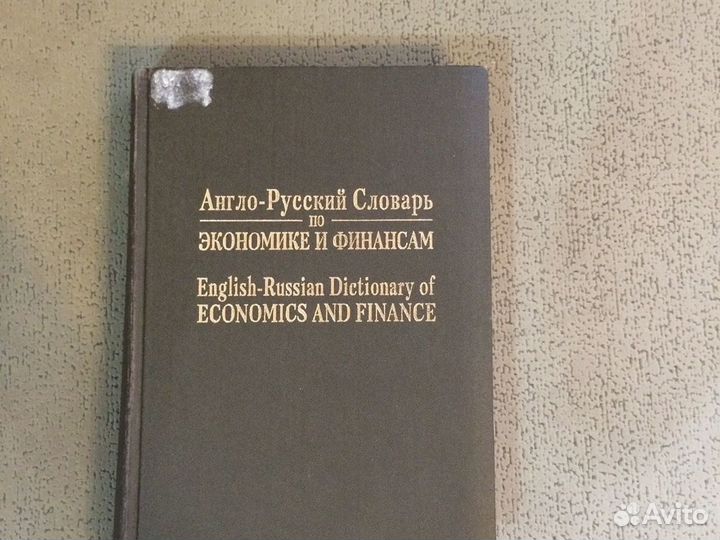 Англо-Русский Словарь
по
ЭКОНОМИКЕ И ФИНАНСАМ
English-Russian Dictionary of
ECONOMICS AND FINANCE
Avito